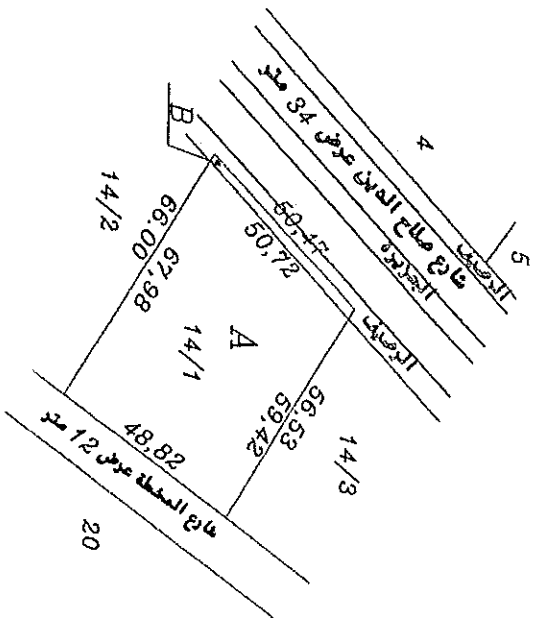 4
5
الرصيف
شارع صلاح الدين عرض 34 متر
الجزيرة
الرصيف
B
50,47
50,72
14/2
66.00
67,98
A
14/1
56,53
59,42
14/3
48,82
شارع المحطة عرض 12 متر
20